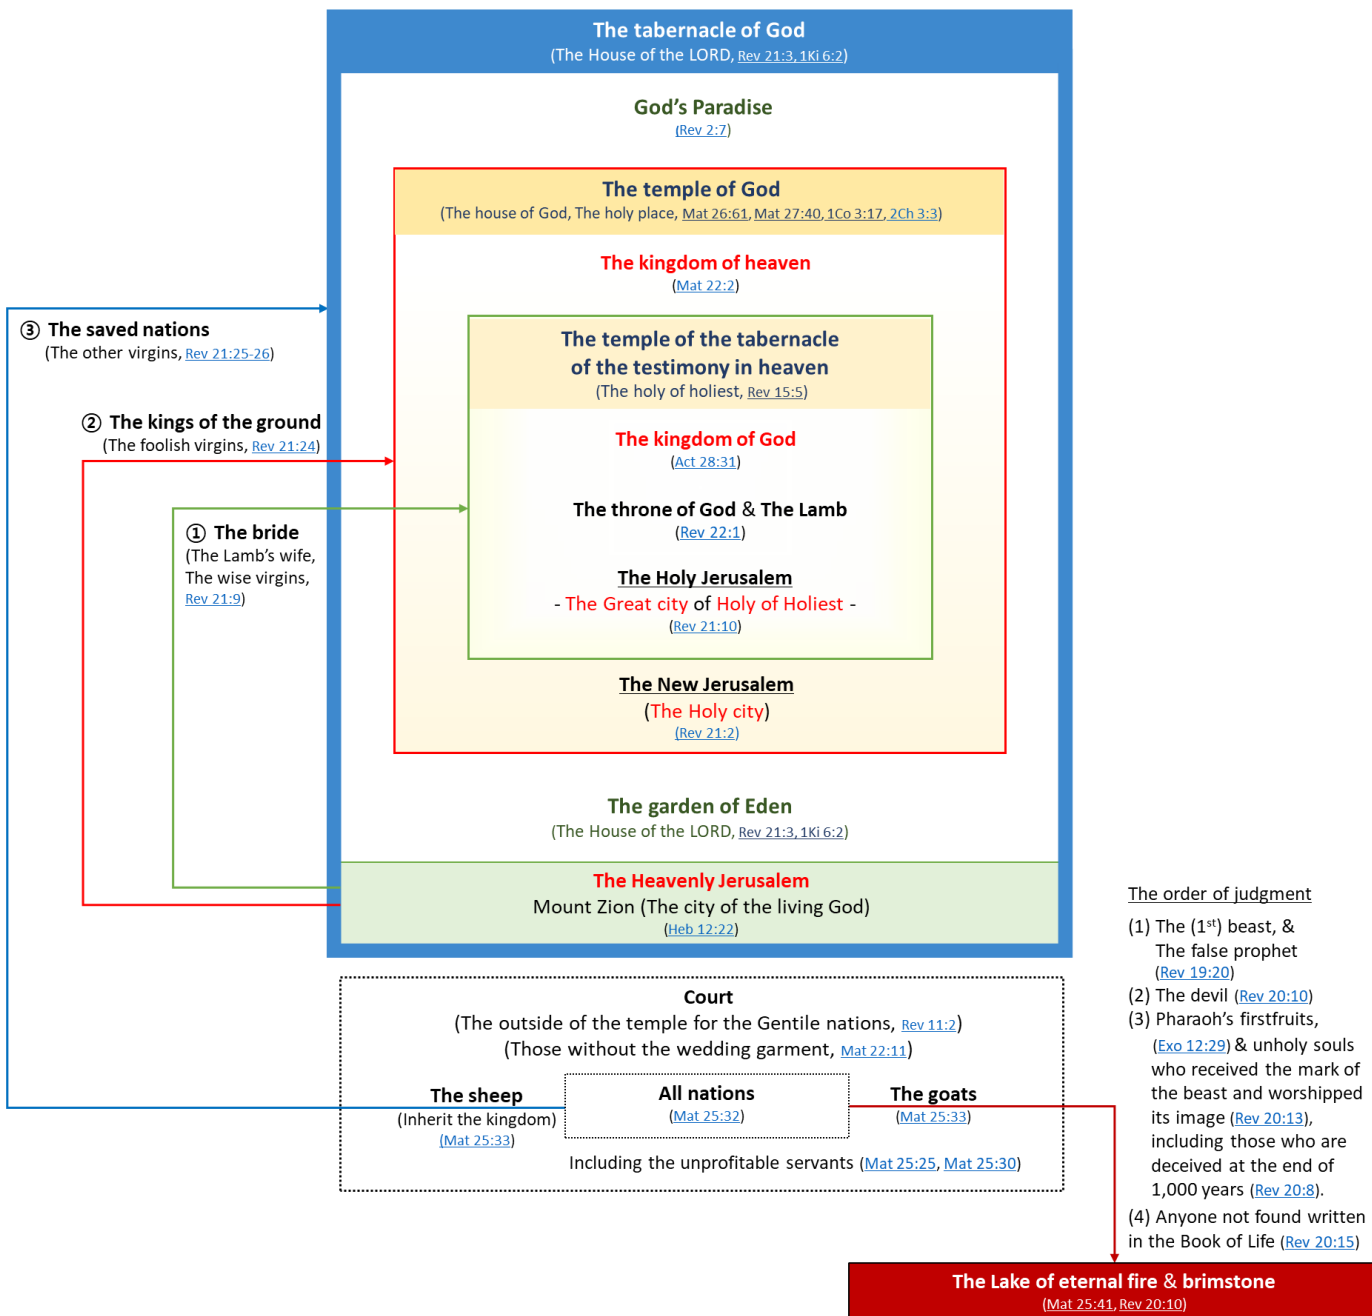 The tabernacle of God
(The House of the LORD, Rev 21:3, 1Ki 6:2)
God's Paradise
(Rev 2:7)
The temple of God
(The house of God, The holy place, Mat 26:61, Mat 27:40, 1Co 3:17, 2Ch 3:3)
The kingdom of heaven
(Mat 22:2)
③ The saved nations
(The other virgins, Rev 21:25-26)
The temple of the tabernacle
of the testimony in heaven
(The holy of holiest, Rev 15:5)
② The kings of the ground
(The foolish virgins, Rev 21:24)
The kingdom of God
(Act 28:31)
The throne of God & The Lamb
(Rev 22:1)
① The bride
(The Lamb's wife,
The wise virgins,
Rev 21:9)
The Holy Jerusalem
- The Great city of Holy of Holiest -
(Rev 21:10)
The New Jerusalem
(The Holy city)
(Rev 21:2)
The garden of Eden
(The House of the LORD, Rev 21:3, 1Ki 6:2)
The Heavenly Jerusalem
Mount Zion (The city of the living God)
(Heb 12:22)
Court
(The outside of the temple for the Gentile nations, Rev 11:2)
(Those without the wedding garment, Mat 22:11)
The sheep
(Inherit the kingdom)
(Mat 25:33)
All nations
(Mat 25:32)
The goats
(Mat 25:33)
Including the unprofitable servants (Mat 25:25, Mat 25:30)
The order of judgment
(1) The (1st) beast, &
The false prophet
(Rev 19:20)
(2) The devil (Rev 20:10)
(3) Pharaoh's firstfruits,
(Exo 12:29) & unholy souls
who received the mark of
the beast and worshipped
its image (Rev 20:13),
including those who are
deceived at the end of
1,000 years (Rev 20:8).
(4) Anyone not found written
in the Book of Life (Rev 20:15)
The Lake of eternal fire & brimstone
(Mat 25:41, Rev 20:10)